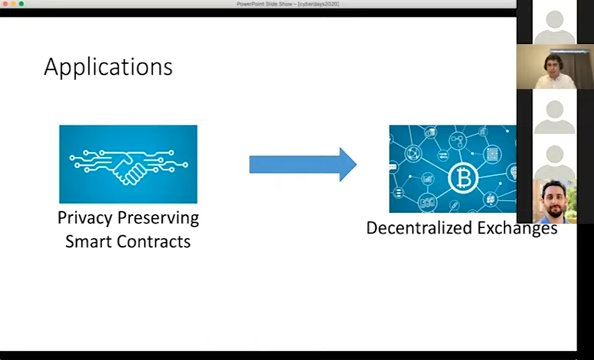 PowerPoint Slide Show - [cyberdays2020]
Applications
Privacy Preserving
Smart Contracts
Decentralized Exchanges